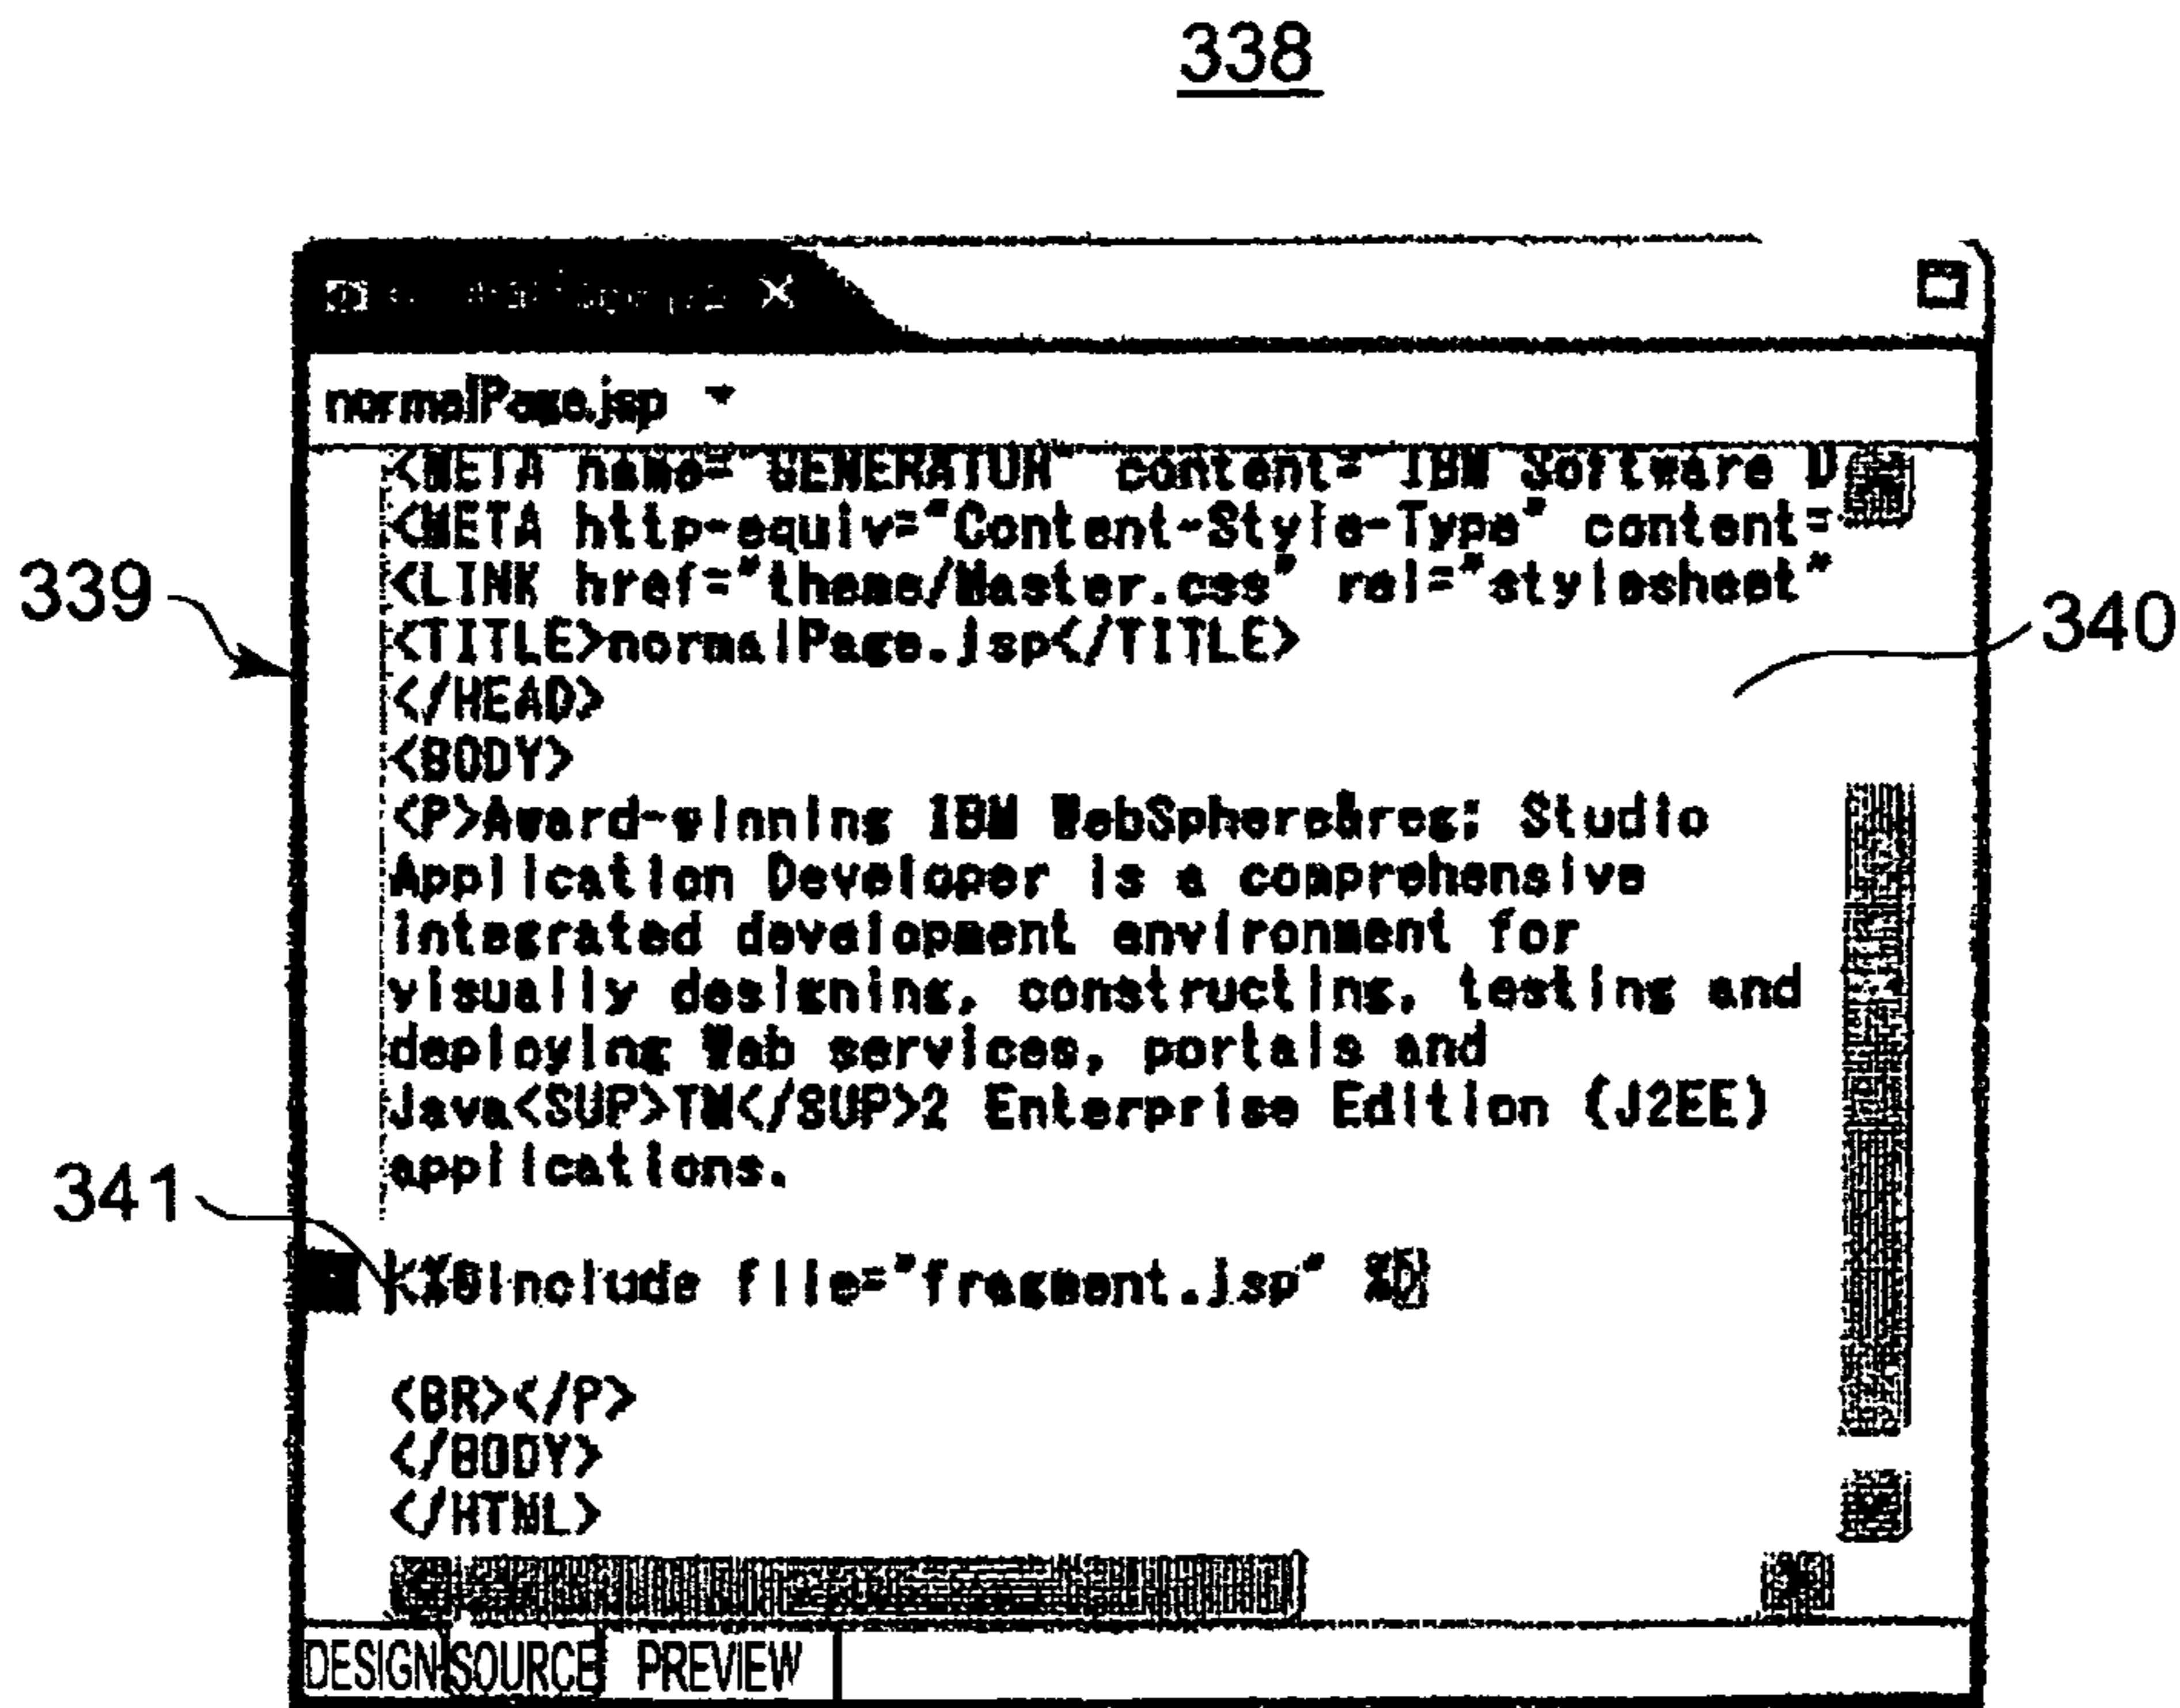 338
normalPage.jsp
<META name="GENERATOR" content="IBM Software D
<META http-equiv="Content-Style-Type" content=
<LINK href="theme/Master.css" rel="stylesheet"
<TITLE>normalPage.jsp</TITLE>
</HEAD>
<BODY>
<P>Award-winning IBM WebSphere&reg; Studio
Application Developer is a comprehensive
integrated development environment for
visually designing, constructing, testing and
deploying Web services, portals and
Java<SUP>TM</SUP>2 Enterprise Edition (J2EE)
applications.
<%@include file="fragment.jsp" %>
<BR></P>
</BODY>
</HTML>
DESIGN SOURCE PREVIEW
339
340
341